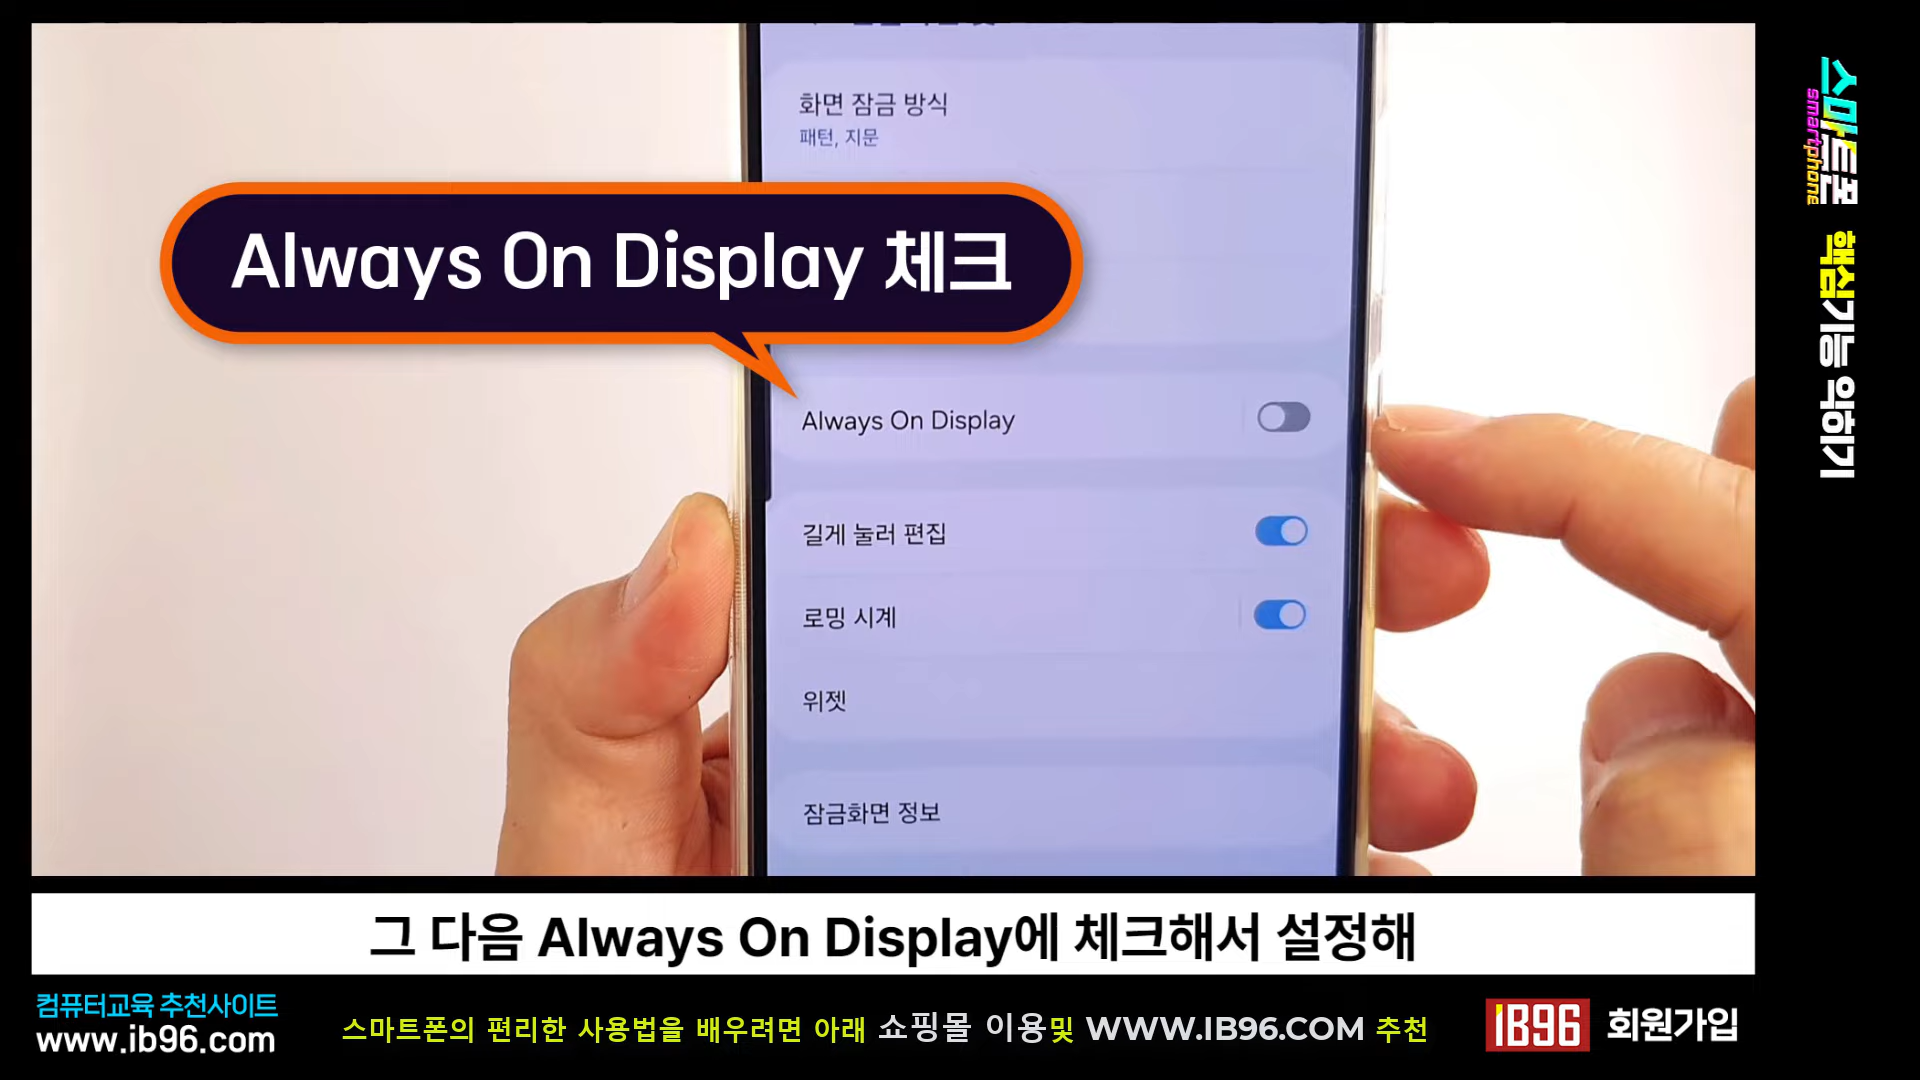 화면 잠금 방식
패턴, 지문
Always On Display 체크
Always On Display
길게 눌러 편집
로밍 시계
위젯
잠금화면 정보
그 다음 Always On Display에 체크해서 설정해
컴퓨터교육 추천사이트
www.ib96.com
스마트폰의 편리한 사용법을 배우려면 아래 쇼핑몰 이용및 WWW.IB96.COM 추천
IB96 회원가입
스마트폰
smartphone
핵심기능 익히기